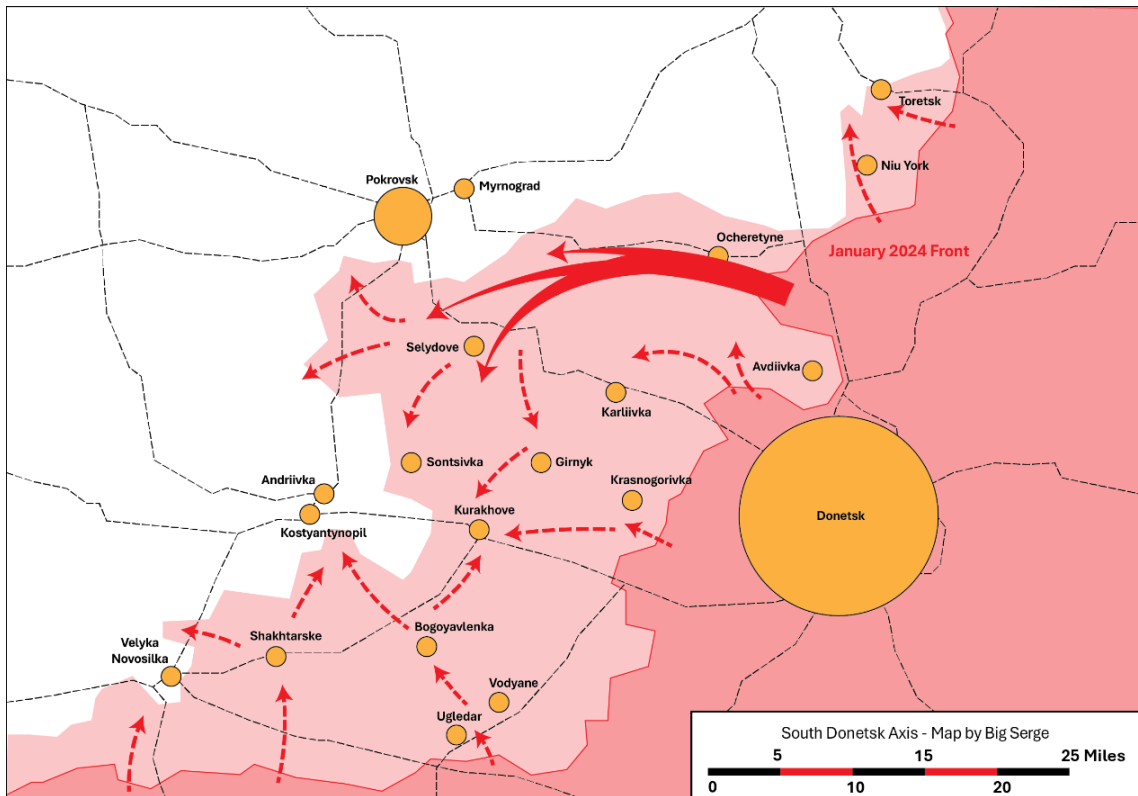 Toretsk
Niu York
Pokrovsk
Myrnograd
Ocheretyne
January 2024 Front
Selydove
Avdiivka
Karliivka
Sontsivka
Girnyk
Andriivka
Krasnogorivka
Kostyantynopil
Kurakhove
Donetsk
Bogoyavlenka
Shakhtarske
Velyka
Novosilka
Vodyane
Ugledar
South Donetsk Axis - Map by Big Serge
5 15 25 Miles
0 10 20